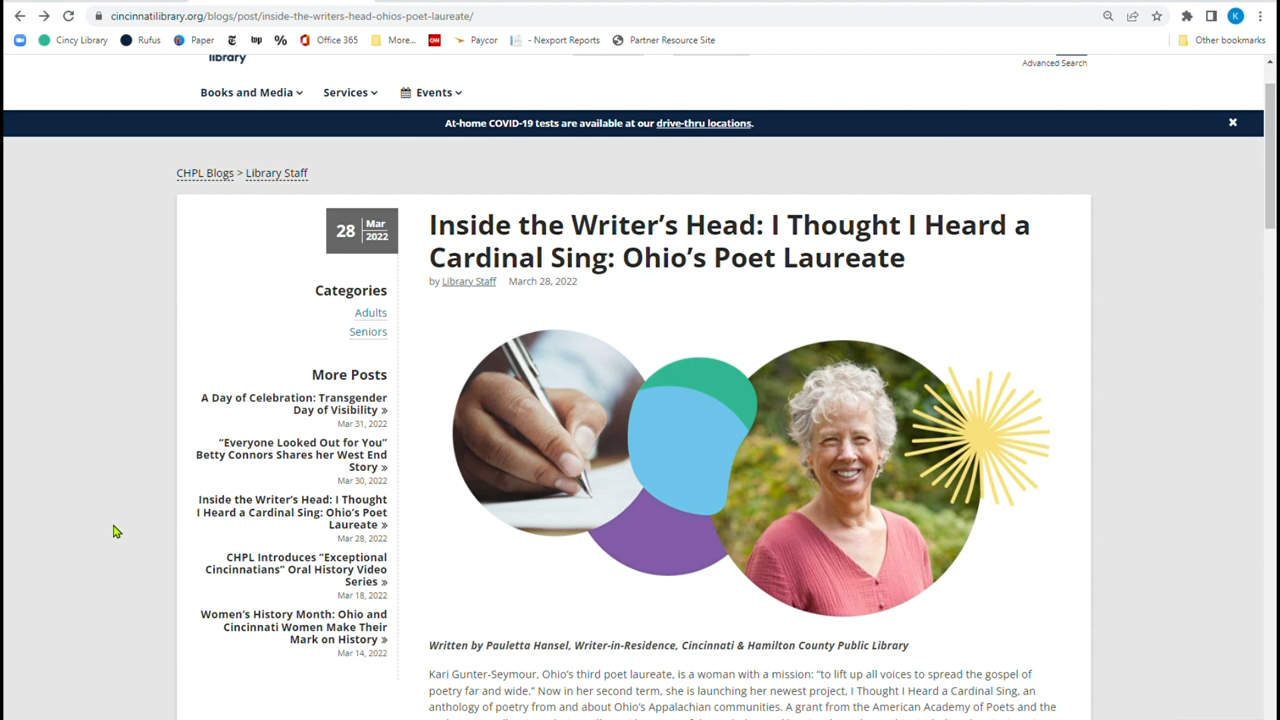 cincinnatilibrary.org/blogs/post/inside-the-writers-head-ohios-poet-laureate/
K
Cincy Library
Rufus
Paper
wp
%
Office 365
More...
CNN
Paycor
- Nexport Reports
Partner Resource Site
Other bookmarks
library
Advanced Search
Books and Media
Services
Events
At-home COVID-19 tests are available at our drive-thru locations.
CHPL Blogs > Library Staff
28 Mar 2022
Categories
Adults
Seniors
More Posts
A Day of Celebration: Transgender
Day of Visibility »
Mar 31, 2022
“Everyone Looked Out for You”
Betty Connors Shares her West End
Story »
Mar 30, 2022
Inside the Writer’s Head: I Thought
I Heard a Cardinal Sing: Ohio’s Poet
Laureate »
Mar 28, 2022
CHPL Introduces “Exceptional
Cincinnatians” Oral History Video
Series »
Mar 18, 2022
Women’s History Month: Ohio and
Cincinnati Women Make Their
Mark on History »
Mar 14, 2022
Inside the Writer’s Head: I Thought I Heard a
Cardinal Sing: Ohio’s Poet Laureate
by Library Staff March 28, 2022
Written by Pauletta Hansel, Writer-in-Residence, Cincinnati & Hamilton County Public Library
Kari Gunter-Seymour, Ohio’s third poet laureate, is a woman with a mission: “to lift up all voices to spread the gospel of
poetry far and wide.” Now in her second term, she is launching her newest project, I Thought I Heard a Cardinal Sing, an
anthology of poetry from and about Ohio’s Appalachian communities. A grant from the American Academy of Poets and the